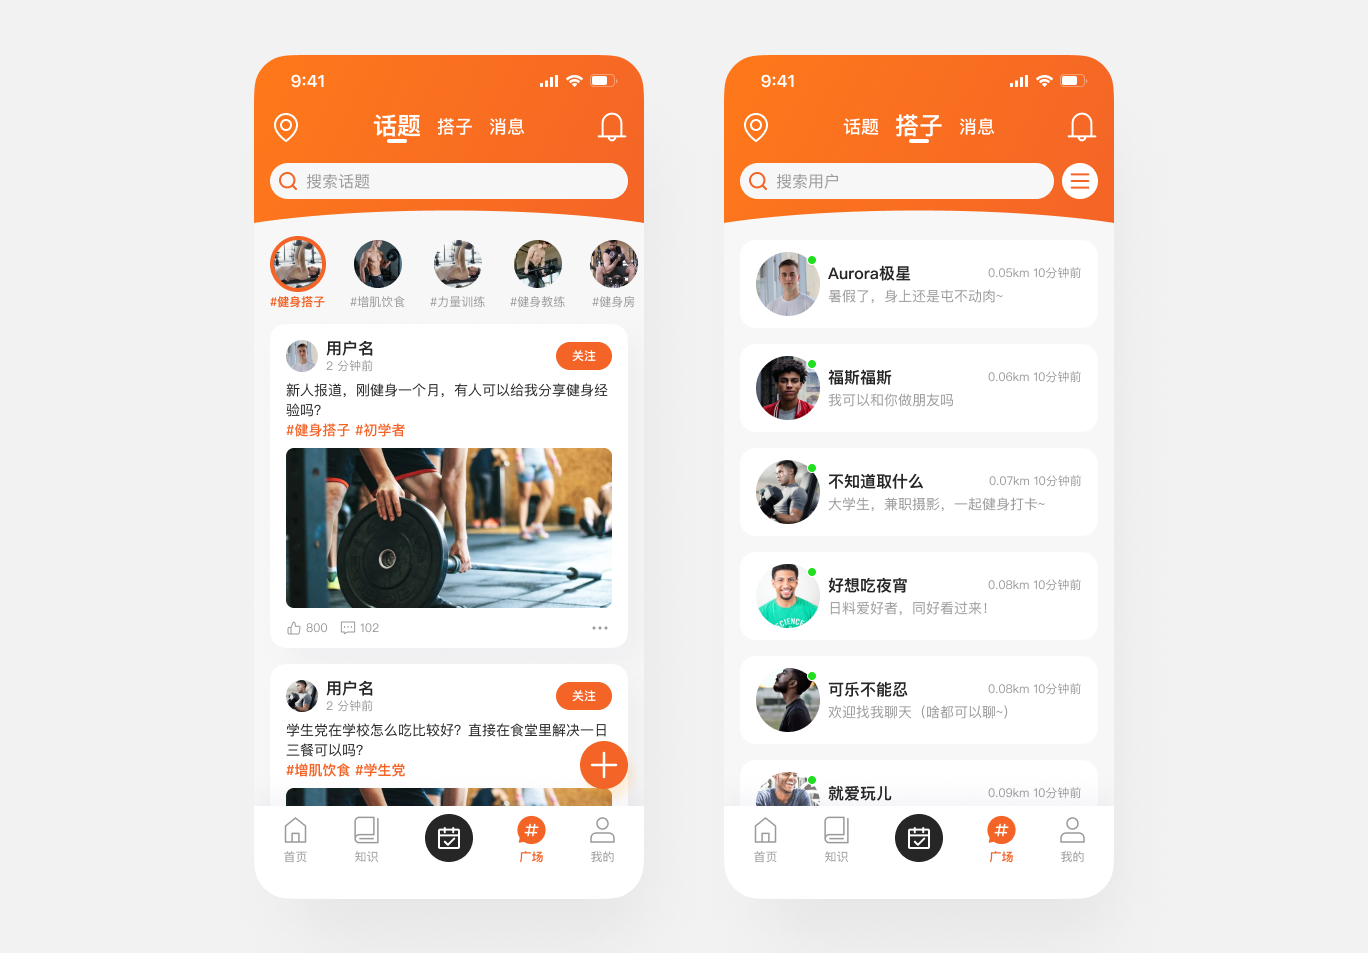 9:41
话题 搭子 消息
搜索话题
#健身搭子 #增肌饮食 #力量训练 #健身教练 #健身房
用户名
2 分钟前
关注
新人报道，刚健身一个月，有人可以给我分享健身经
验吗？
#健身搭子 #初学者
800 102
用户名
2 分钟前
关注
学生党在学校怎么吃比较好？直接在食堂里解决一日
三餐可以吗？
#增肌饮食 #学生党
首页 知识 广场 我的
9:41
话题 搭子 消息
搜索用户
Aurora极星
0.05km 10分钟前
暑假了，身上还是屯不动肉~
福斯福斯
0.06km 10分钟前
我可以和你做朋友吗
不知道取什么
0.07km 10分钟前
大学生，兼职摄影，一起健身打卡~
好想吃夜宵
0.08km 10分钟前
日料爱好者，同好看过来！
SCIENCE
可乐不能忍
0.08km 10分钟前
欢迎找我聊天（啥都可以聊~）
就爱玩儿
0.09km 10分钟前
首页 知识 广场 我的